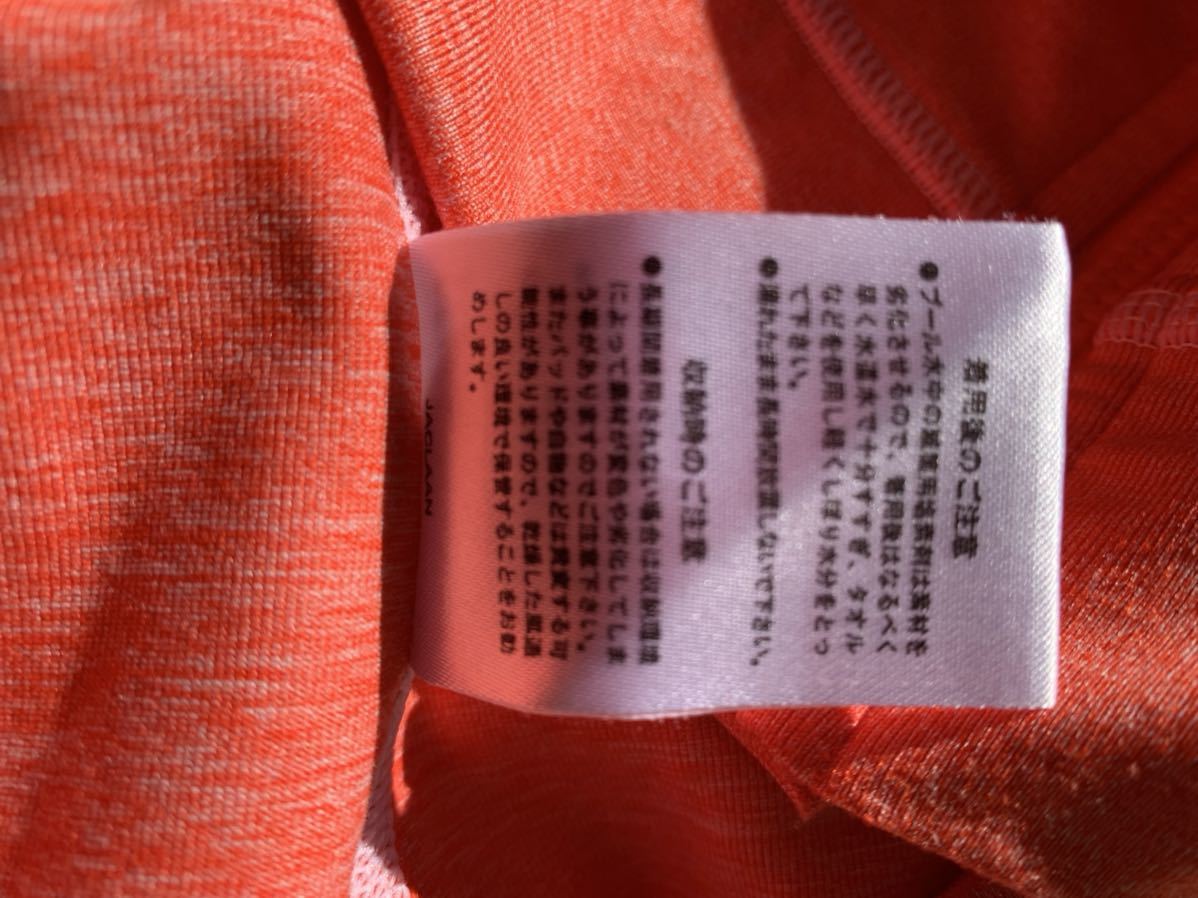 着用後のご注意
●プール水中の塩素系殺菌剤は素材を
劣化させるので、着用後はなるべく
早く水温水で十分すすぎ、タオル
などを使用し軽くしぼり水分をとっ
て下さい。
●濡れたまま長時間放置しないで下さい。
収納時のご注意
●長期間着用されない場合は収納環境
によって素材が変色や劣化してしま
う事がありますのでご注意下さい。
またパッドや曲軸などは黄変する可
能性がありますので、乾燥した風通
しの良い環境で保管することをお勧
めします。